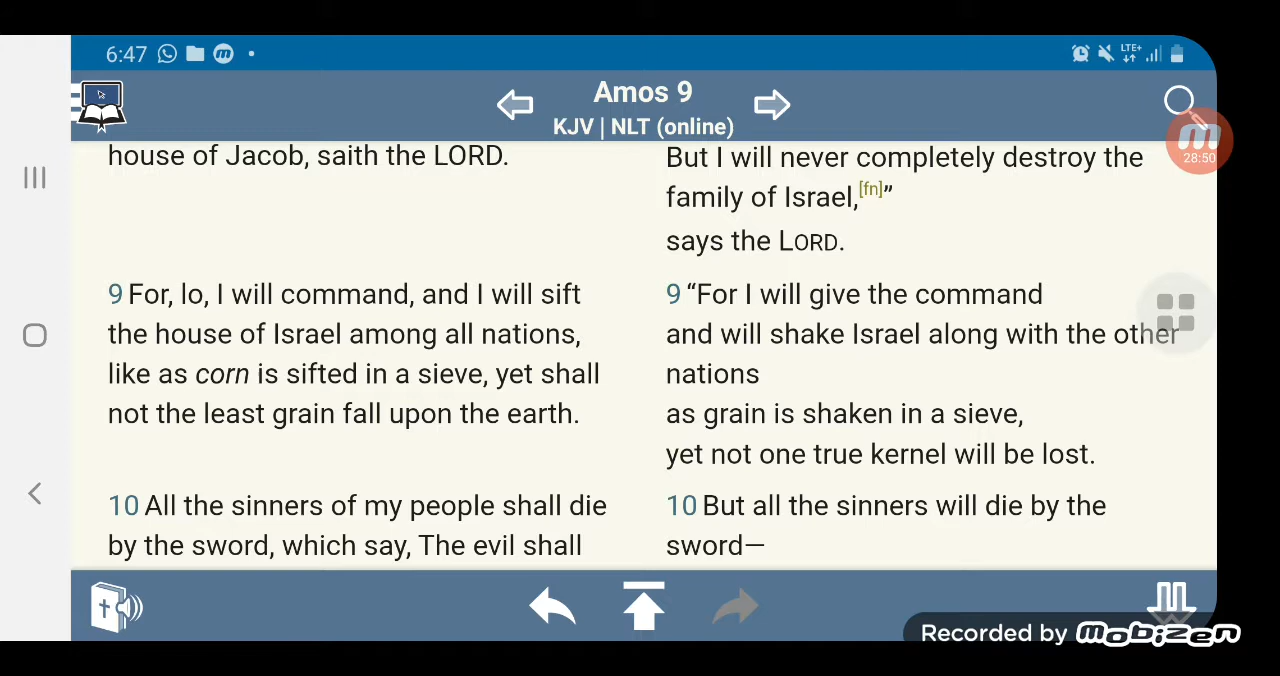 6:47
LTE+
Amos 9
KJV | NLT (online)
28:50
house of Jacob, saith the LORD.
9 For, lo, I will command, and I will sift
the house of Israel among all nations,
like as corn is sifted in a sieve, yet shall
not the least grain fall upon the earth.
10 All the sinners of my people shall die
by the sword, which say, The evil shall
But I will never completely destroy the
family of Israel,[fn]”
says the LORD.
9 “For I will give the command
and will shake Israel along with the other
nations
as grain is shaken in a sieve,
yet not one true kernel will be lost.
10 But all the sinners will die by the
sword—
Recorded by mobizen